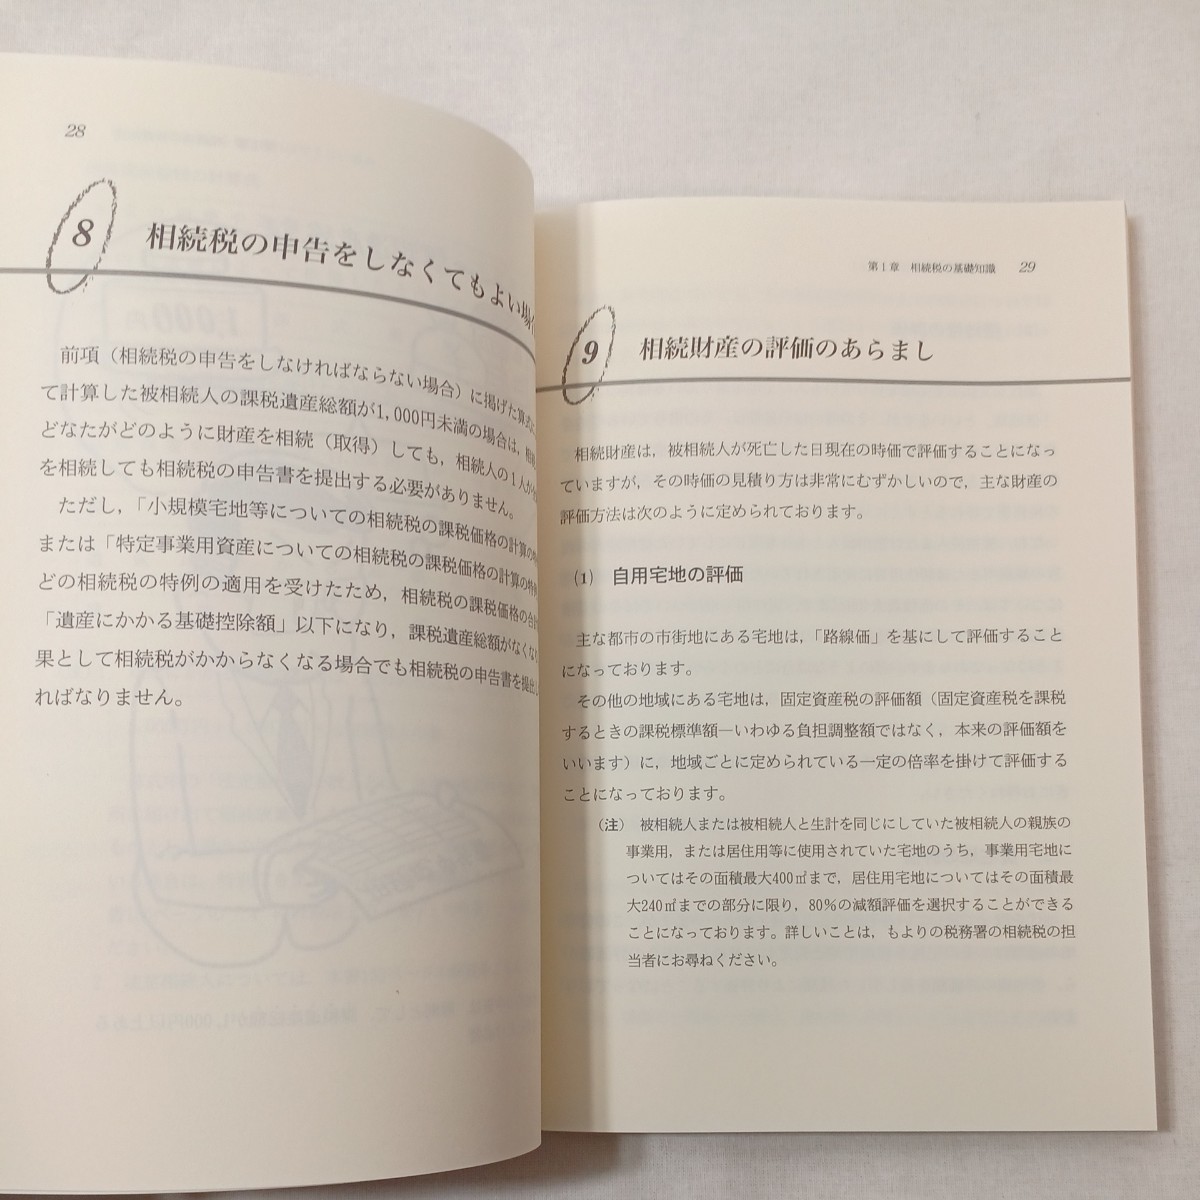 28
8 相続税の申告をしなくてもよい場
前項（相続税の申告をしなければならない場合）に掲げた算式
て計算した被相続人の課税遺産総額が1,000円未満の場合は，相続
どなたがどのように財産を相続（取得）しても，相続人の1人が
を相続しても相続税の申告書を提出する必要がありません。
ただし，「小規模宅地等についての相続税の課税価格の計算の特
または「特定事業用資産についての相続税の課税価格の計算の特
どの相続税の特例の適用を受けたため，相続税の課税価格の合計
「遺産にかかる基礎控除額」以下になり，課税遺産総額がなくな
果として相続税がかからなくなる場合でも相続税の申告書を提出
ればなりません。
第1章 相続税の基礎知識 29
9 相続財産の評価のあらまし
相続財産は，被相続人が死亡した日現在の時価で評価することになっ
ていますが，その時価の見積り方は非常にむずかしいので，主な財産の
評価方法は次のように定められております。
(1) 自用宅地の評価
主な都市の市街地にある宅地は，「路線価」を基にして評価すること
になっております。
その他の地域にある宅地は，固定資産税の評価額（固定資産税を課税
するときの課税標準額―いわゆる負担調整額ではなく，本来の評価額を
いいます）に，地域ごとに定められている一定の倍率を掛けて評価する
ことになっております。
（注） 被相続人または被相続人と生計を同じにしていた被相続人の親族の
事業用，または居住用等に使用されていた宅地のうち，事業用宅地に
ついてはその面積最大400㎡まで，居住用宅地についてはその面積最
大240㎡までの部分に限り，80％の減額評価を選択することができる
ことになっております。詳しいことは，もよりの税務署の相続税の担
当者にお尋ねください。